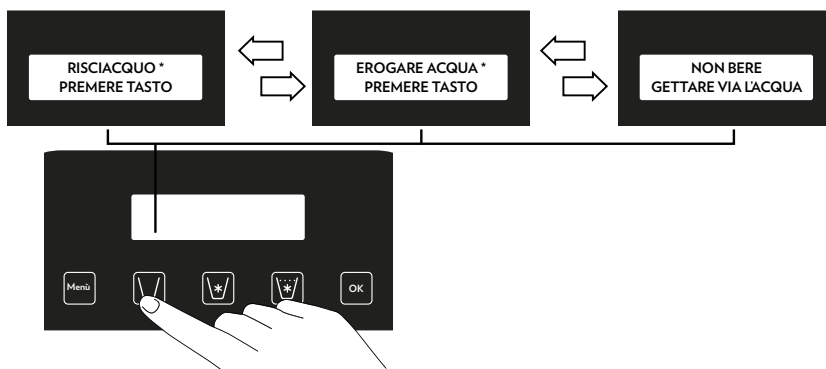 RISCIACQUO *
PREMERE TASTO
EROGARE ACQUA *
PREMERE TASTO
NON BERE
GETTARE VIA L'ACQUA
Menù
OK